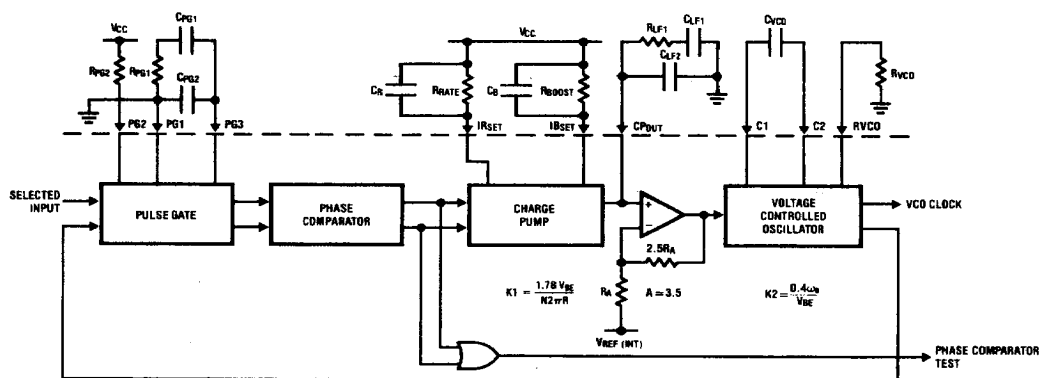 VCC
CPG1
RPG2
RPG1
CPG2
PG2
PG1
PG3
VCC
CR
RRATE
CB
RBOOST
IRSET
IBSET
RLF1
CLF1
CLF2
CPOUT
CVCO
C1
C2
RVCO
RVCO
SELECTED
INPUT
PULSE GATE
PHASE
COMPARATOR
CHARGE
PUMP
+
−
2.5RA
RA
A ≃ 3.5
VREF (INT)
VOLTAGE
CONTROLLED
OSCILLATOR
VCO CLOCK
K1 = 1.78 VBE / N2πR
K2 = 0.4ωo / VBE
PHASE COMPARATOR
TEST